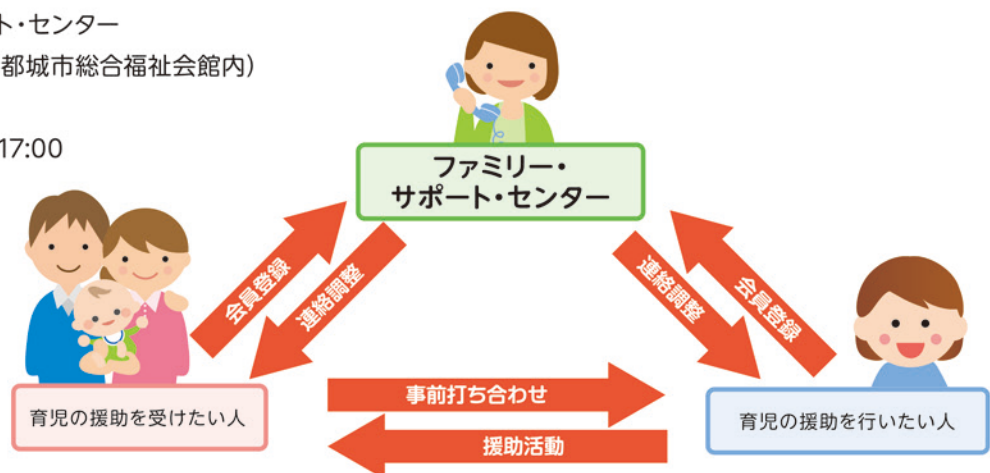 ト・センター
都城市総合福祉会館内）
17:00
ファミリー・
サポート・センター
会員登録
連絡調整
連絡調整
会員登録
事前打ち合わせ
援助活動
育児の援助を受けたい人
育児の援助を行いたい人